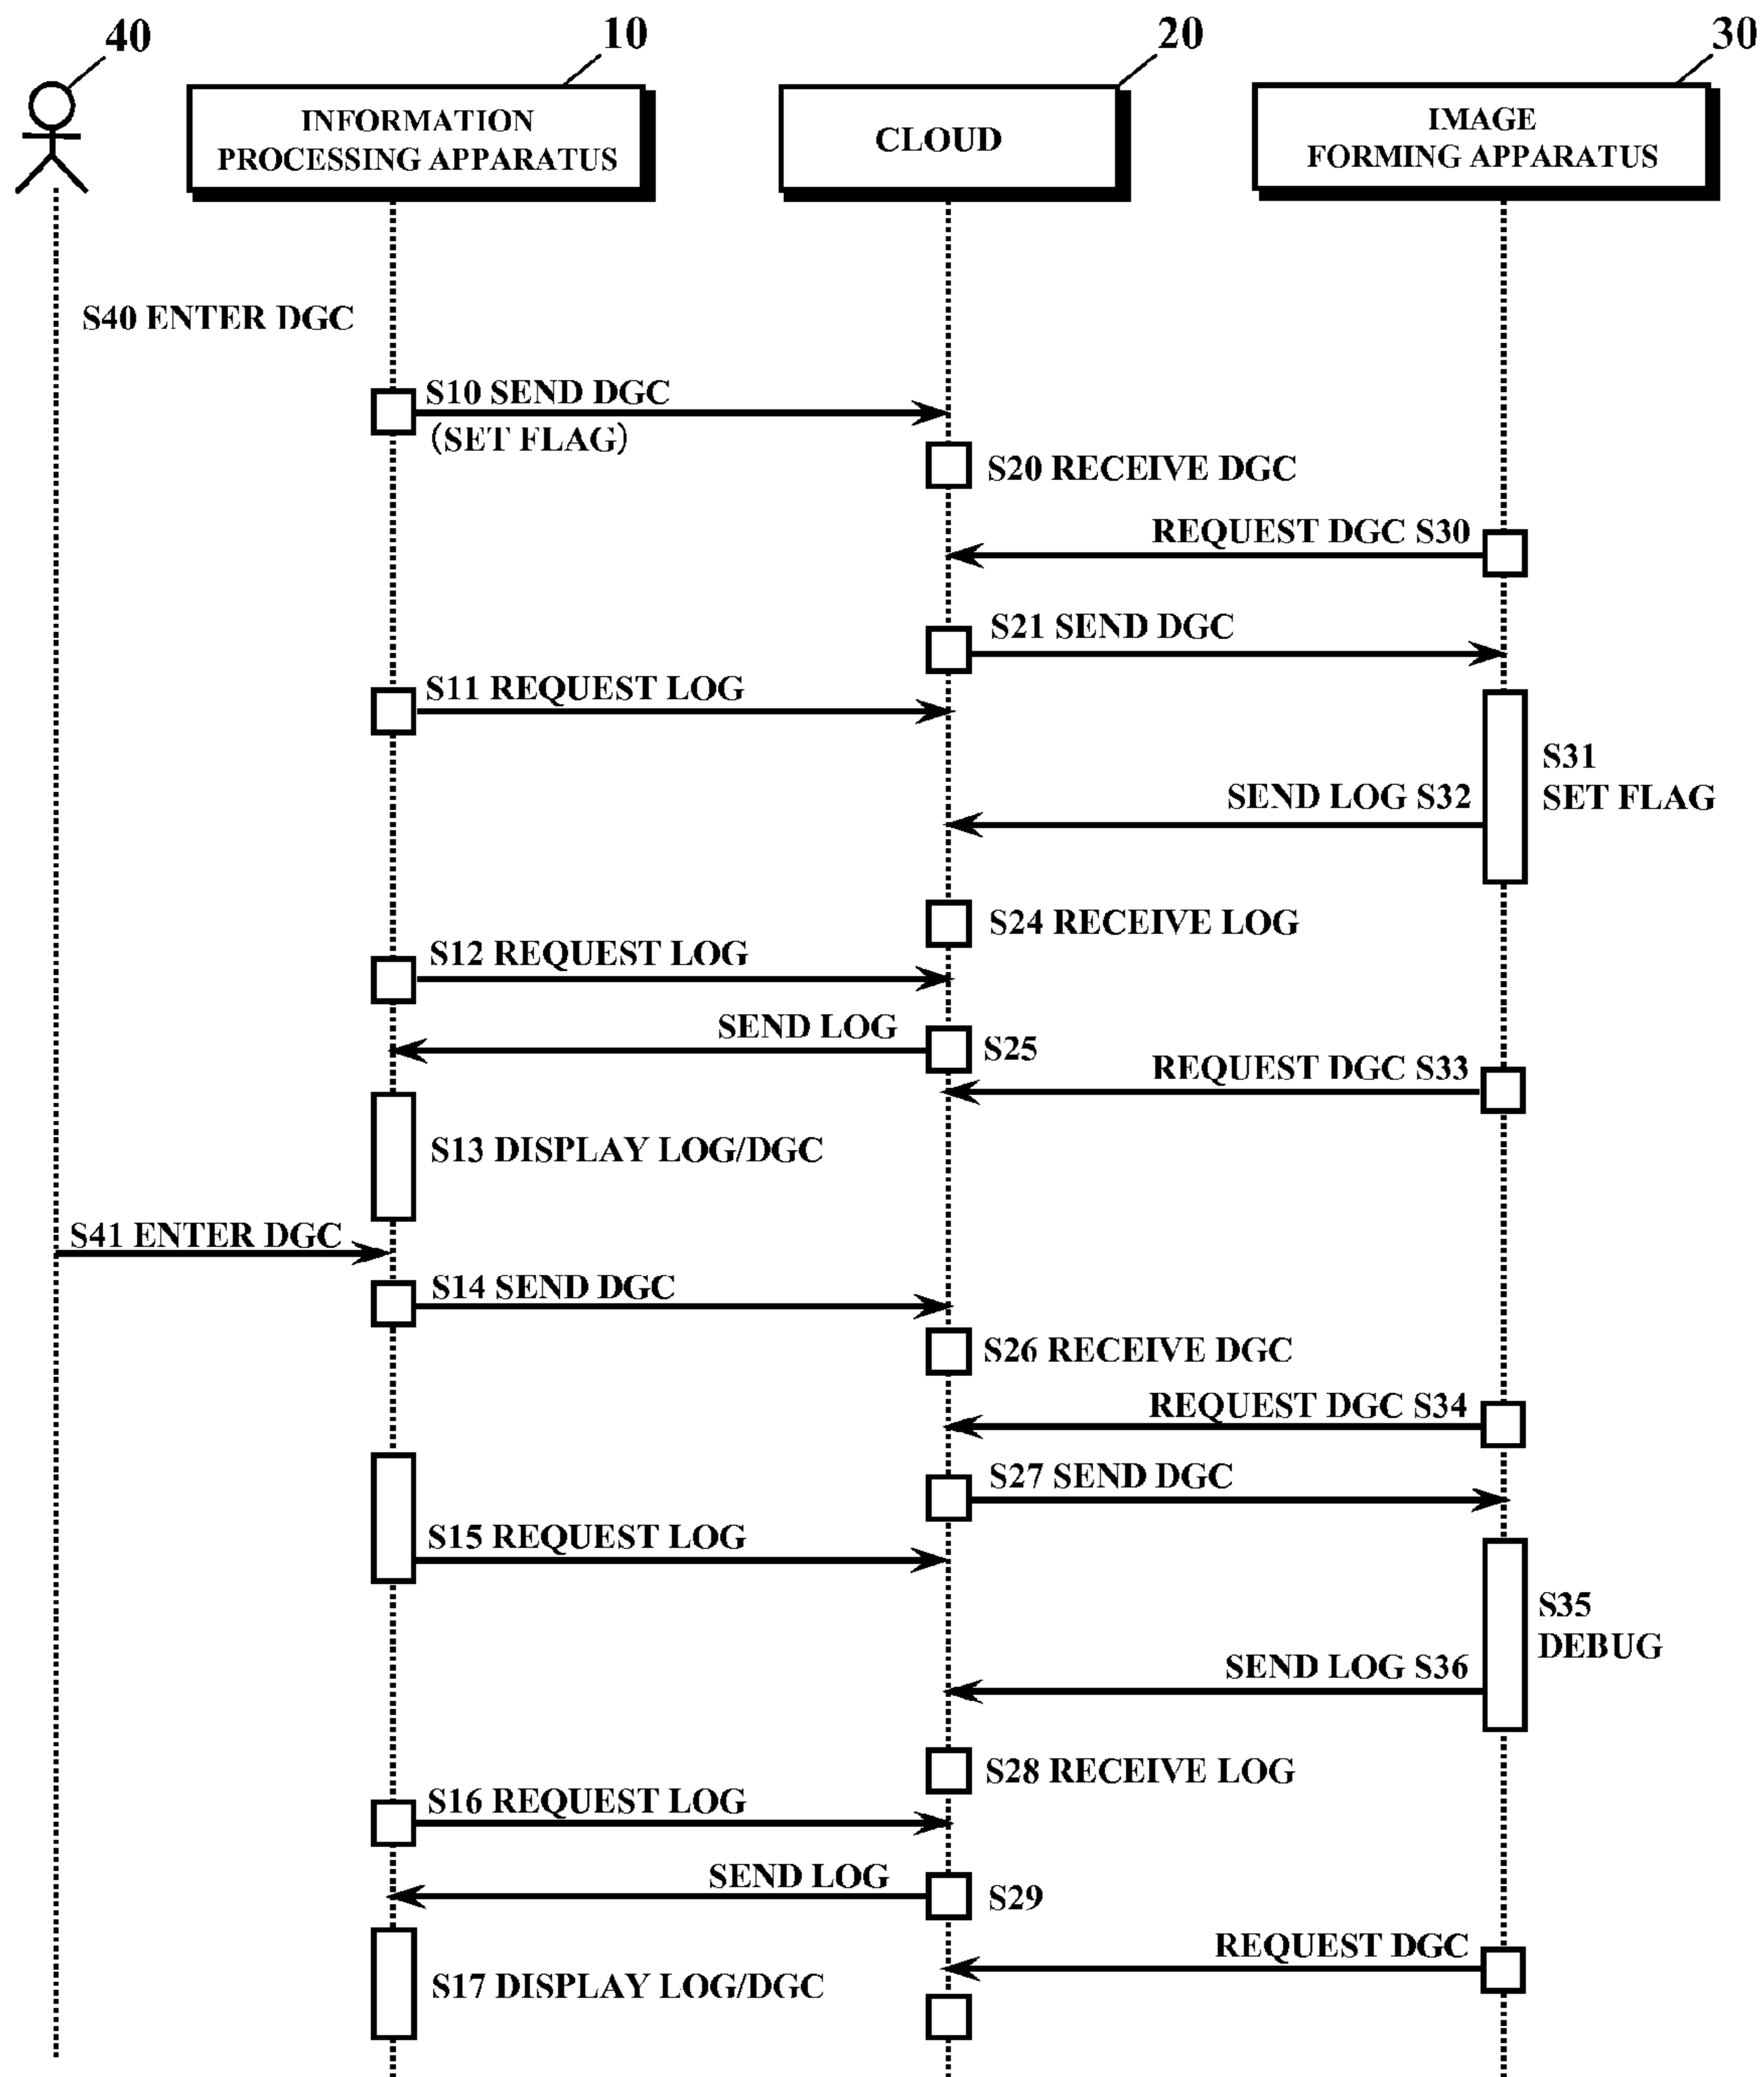 40
10
20
30
INFORMATION
PROCESSING APPARATUS
CLOUD
IMAGE
FORMING APPARATUS
S40 ENTER DGC
S10 SEND DGC
(SET FLAG)
S20 RECEIVE DGC
REQUEST DGC S30
S21 SEND DGC
S11 REQUEST LOG
S31
SET FLAG
SEND LOG S32
S24 RECEIVE LOG
S12 REQUEST LOG
SEND LOG
S25
REQUEST DGC S33
S13 DISPLAY LOG/DGC
S41 ENTER DGC
S14 SEND DGC
S26 RECEIVE DGC
REQUEST DGC S34
S27 SEND DGC
S15 REQUEST LOG
S35
DEBUG
SEND LOG S36
S28 RECEIVE LOG
S16 REQUEST LOG
SEND LOG
S29
REQUEST DGC
S17 DISPLAY LOG/DGC